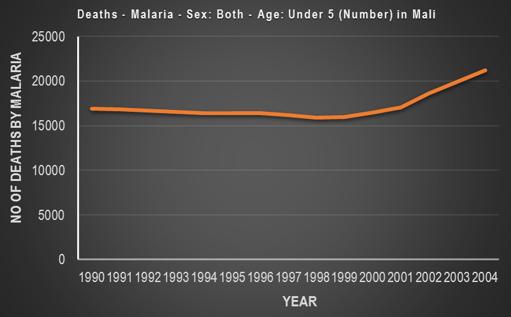 Deaths - Malaria - Sex: Both - Age: Under 5 (Number) in Mali
NO OF DEATHS BY MALARIA
25000
20000
15000
10000
5000
0
1990 1991 1992 1993 1994 1995 1996 1997 1998 1999 2000 2001 2002 2003 2004
YEAR